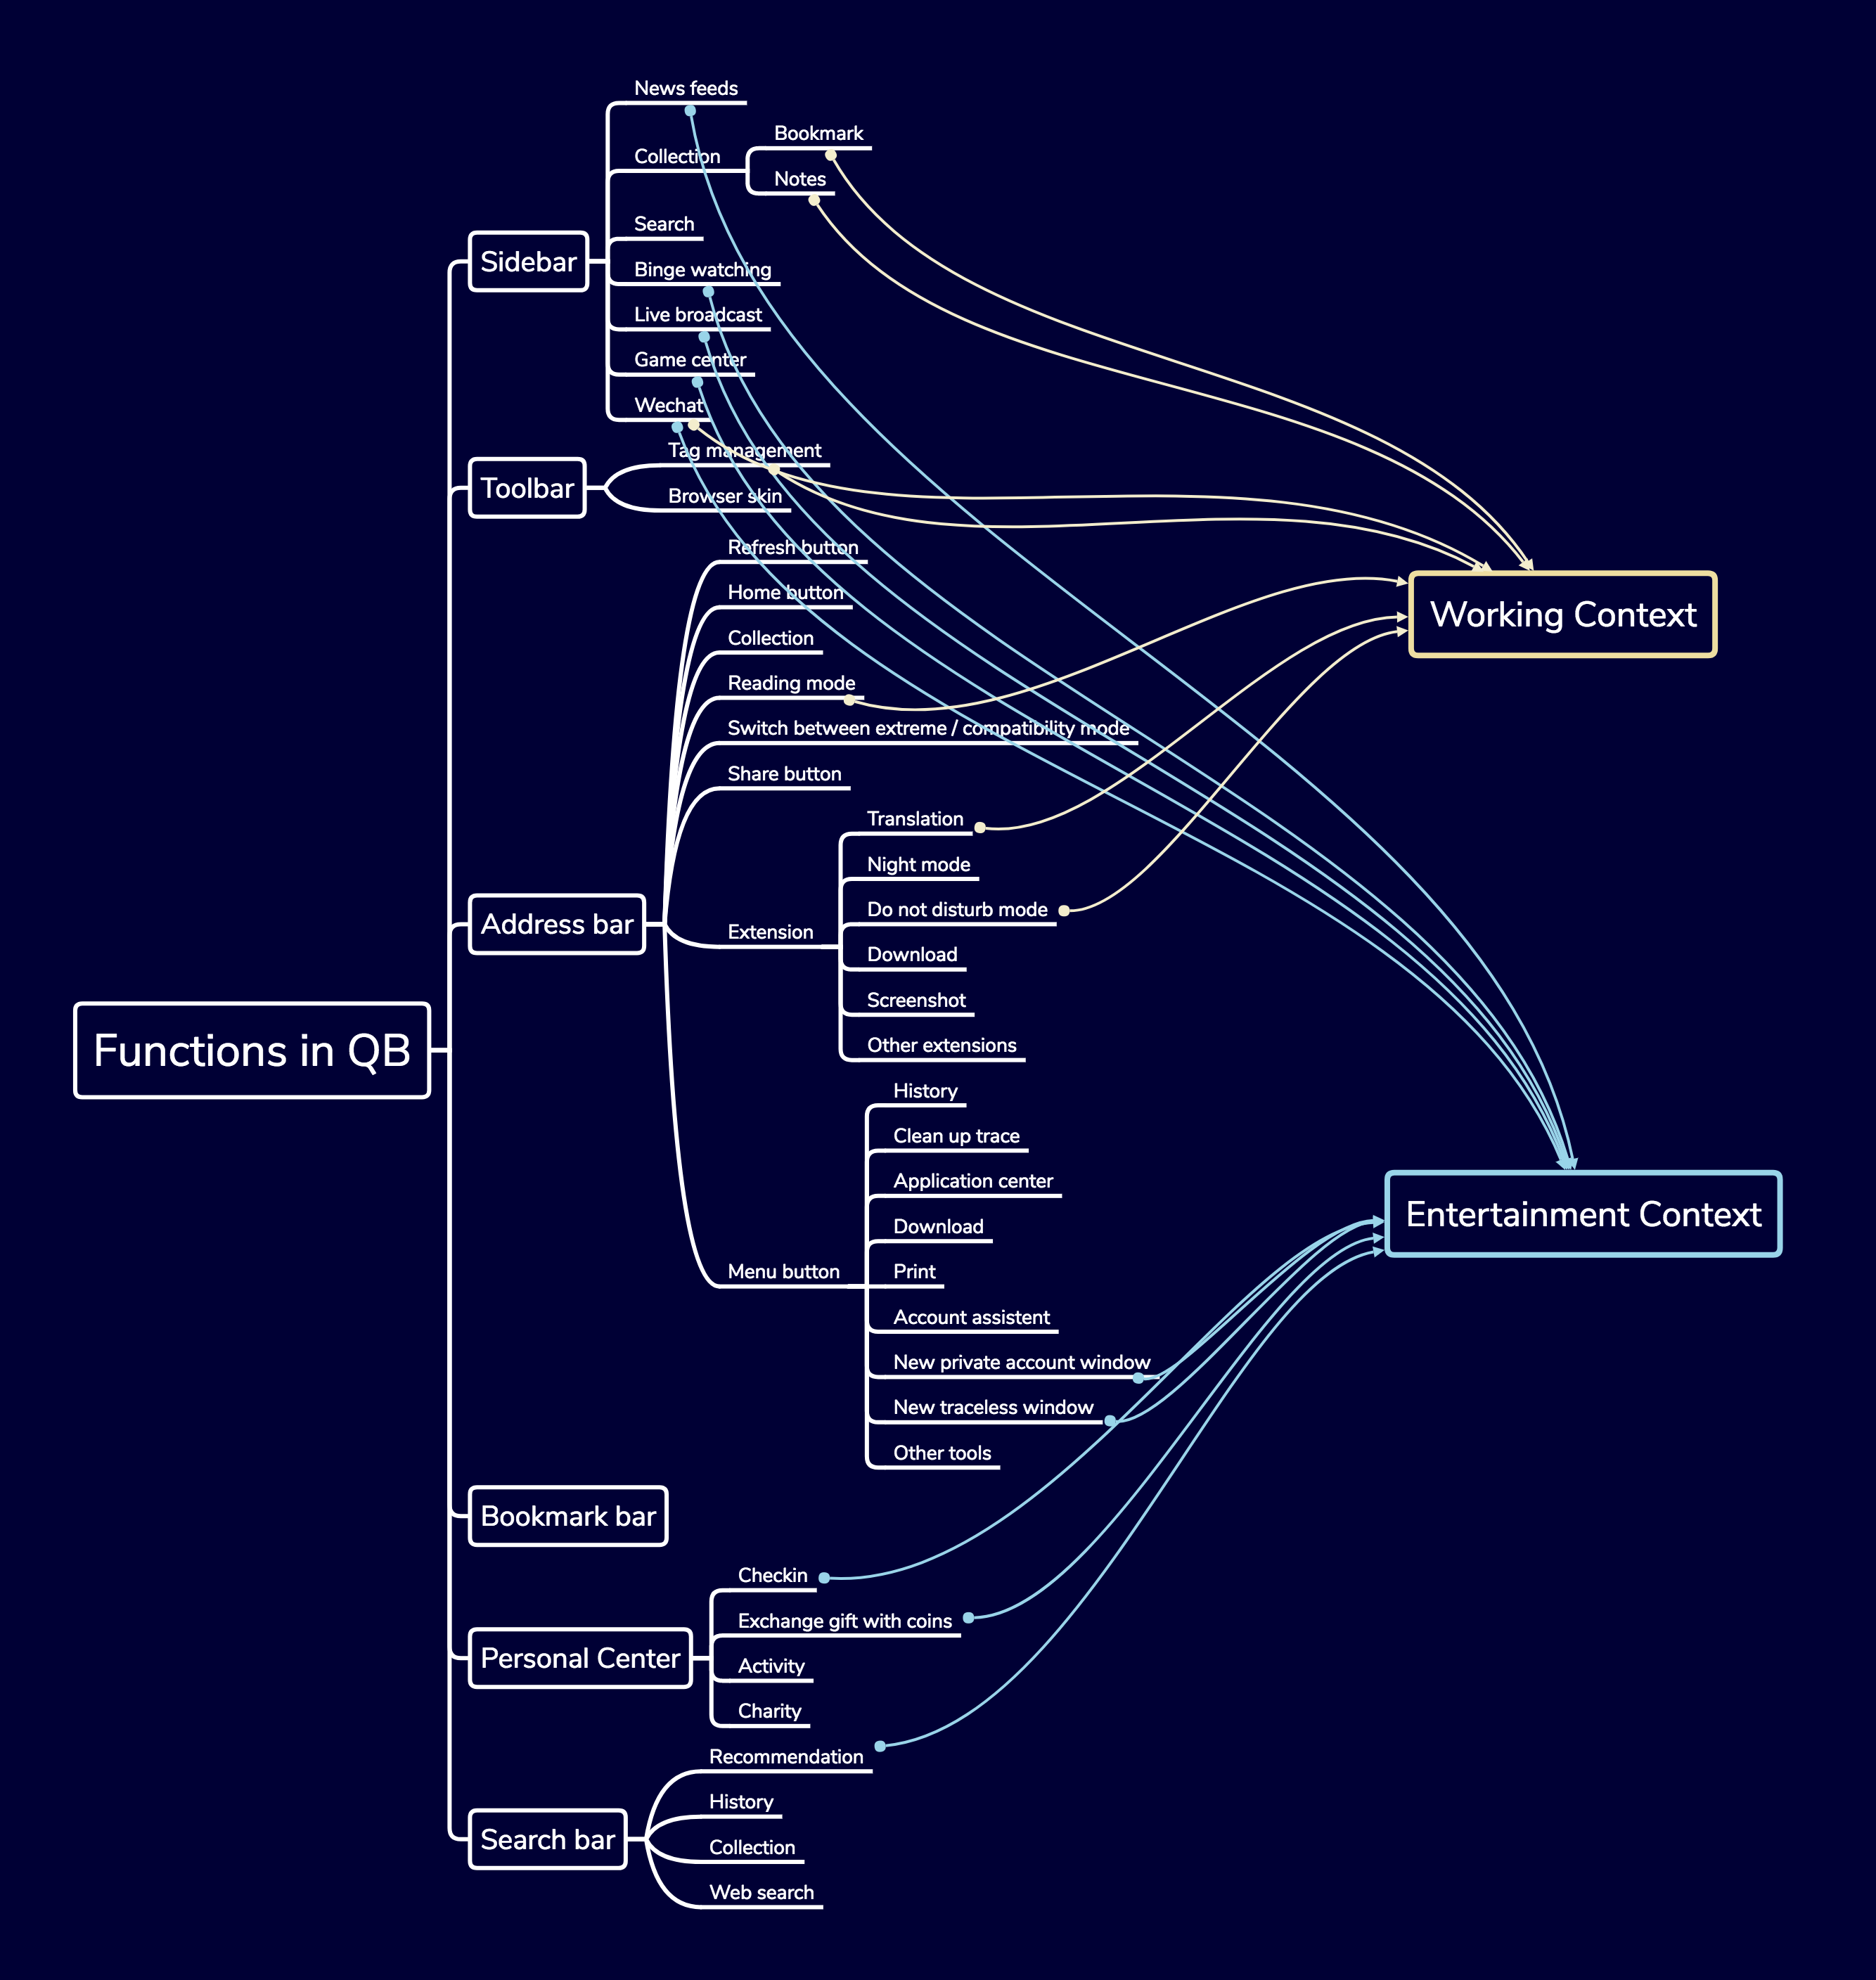 Functions in QB
Sidebar
News feeds
Collection
Bookmark
Notes
Search
Binge watching
Live broadcast
Game center
Wechat
Toolbar
Tag management
Browser skin
Address bar
Refresh button
Home button
Collection
Reading mode
Switch between extreme / compatibility mode
Share button
Extension
Translation
Night mode
Do not disturb mode
Download
Screenshot
Other extensions
Menu button
History
Clean up trace
Application center
Download
Print
Account assistent
New private account window
New traceless window
Other tools
Bookmark bar
Personal Center
Checkin
Exchange gift with coins
Activity
Charity
Search bar
Recommendation
History
Collection
Web search
Working Context
Entertainment Context